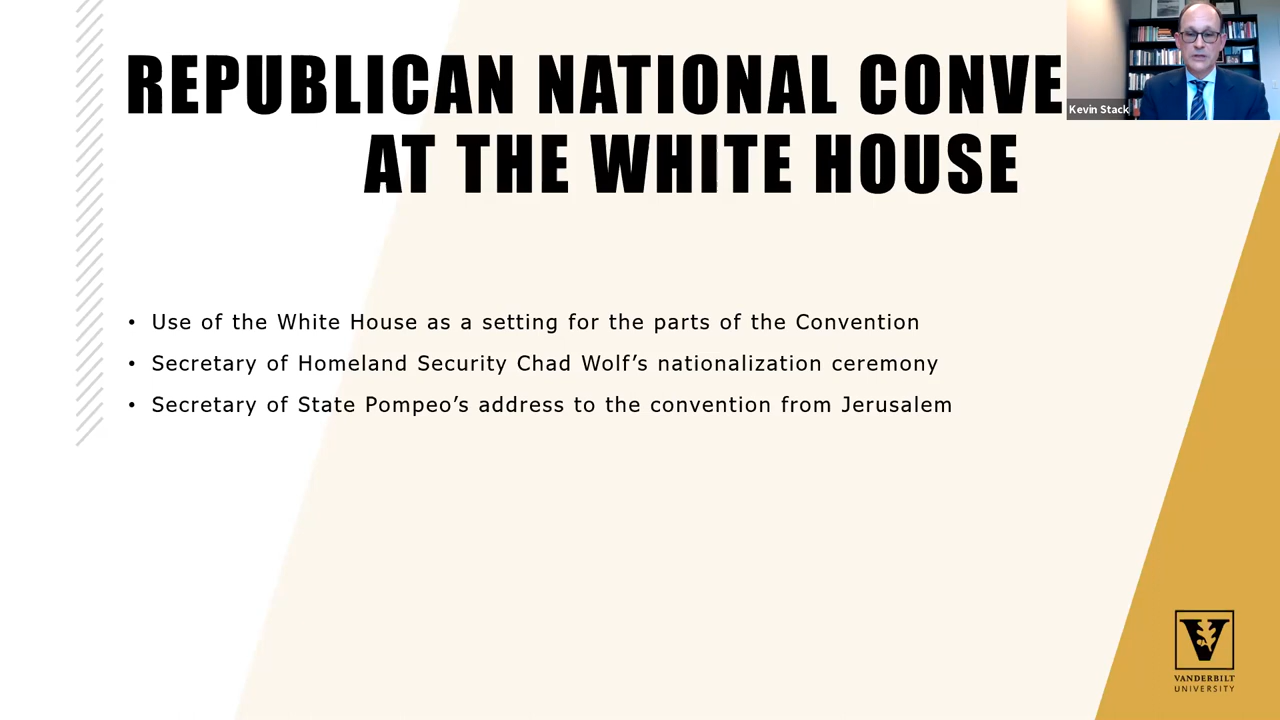 REPUBLICAN NATIONAL CONVE
AT THE WHITE HOUSE
Kevin Stack
• Use of the White House as a setting for the parts of the Convention
• Secretary of Homeland Security Chad Wolf’s nationalization ceremony
• Secretary of State Pompeo’s address to the convention from Jerusalem
V
VANDERBILT
UNIVERSITY